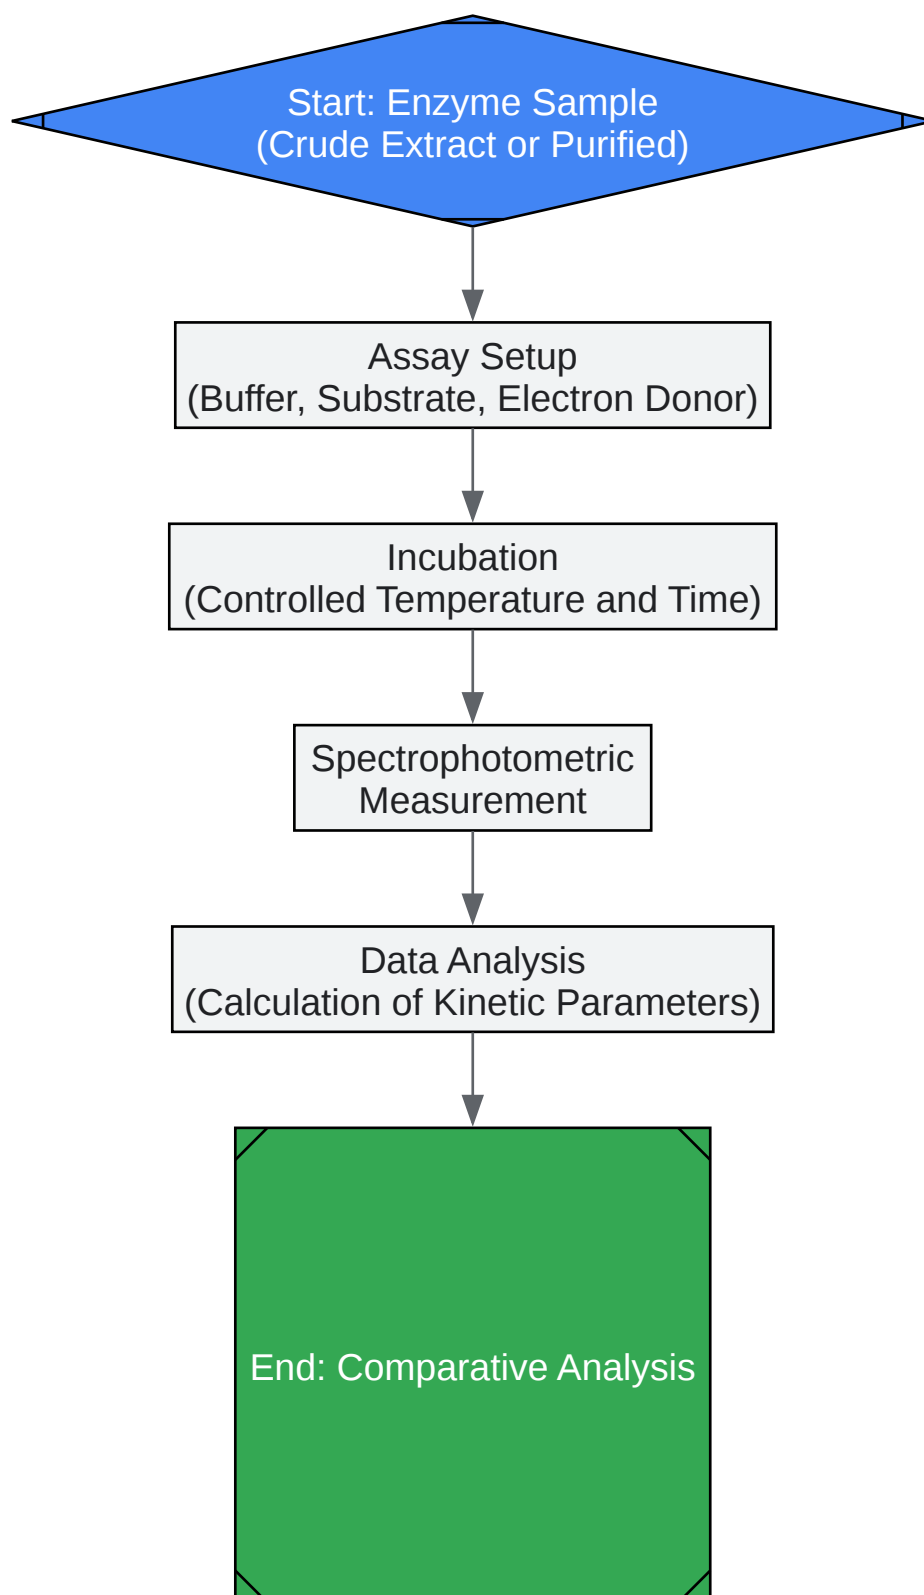 Start: Enzyme Sample
(Crude Extract or Purified)
Assay Setup
(Buffer, Substrate, Electron Donor)
Incubation
(Controlled Temperature and Time)
Spectrophotometric
Measurement
Data Analysis
(Calculation of Kinetic Parameters)
End: Comparative Analysis